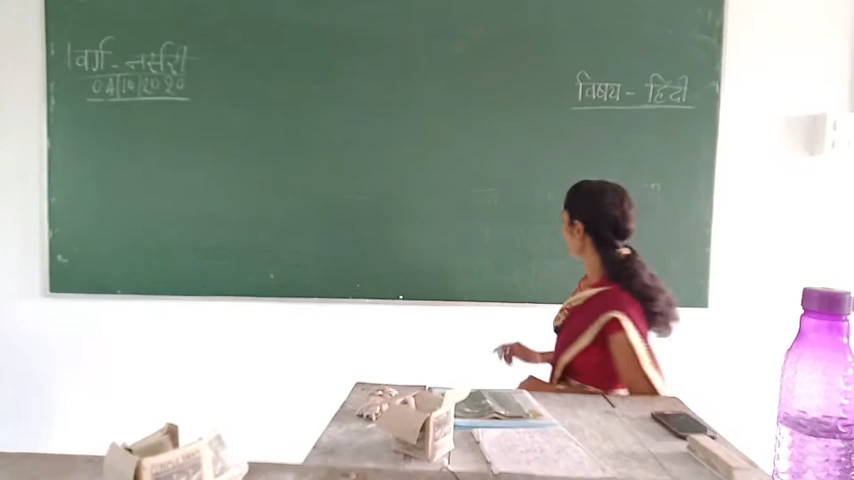 वर्ग - नर्सरी
04|10|2020
विषय - हिंदी